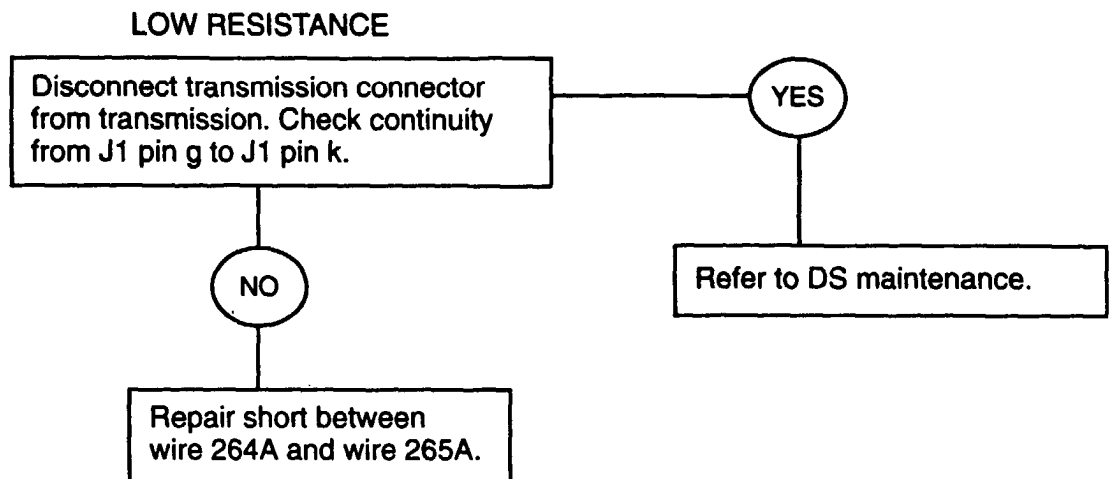 LOW RESISTANCE
Disconnect transmission connector
from transmission. Check continuity
from J1 pin g to J1 pin k.
YES
NO
Refer to DS maintenance.
Repair short between
wire 264A and wire 265A.